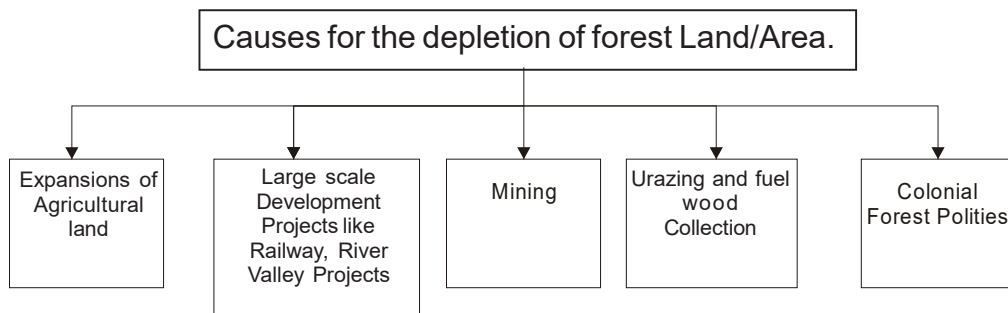 Causes for the depletion of forest Land/Area.
Expansions of
Agricultural
land
Large scale
Development
Projects like
Railway, River
Valley Projects
Mining
Urazing and fuel
wood
Collection
Colonial
Forest Polities